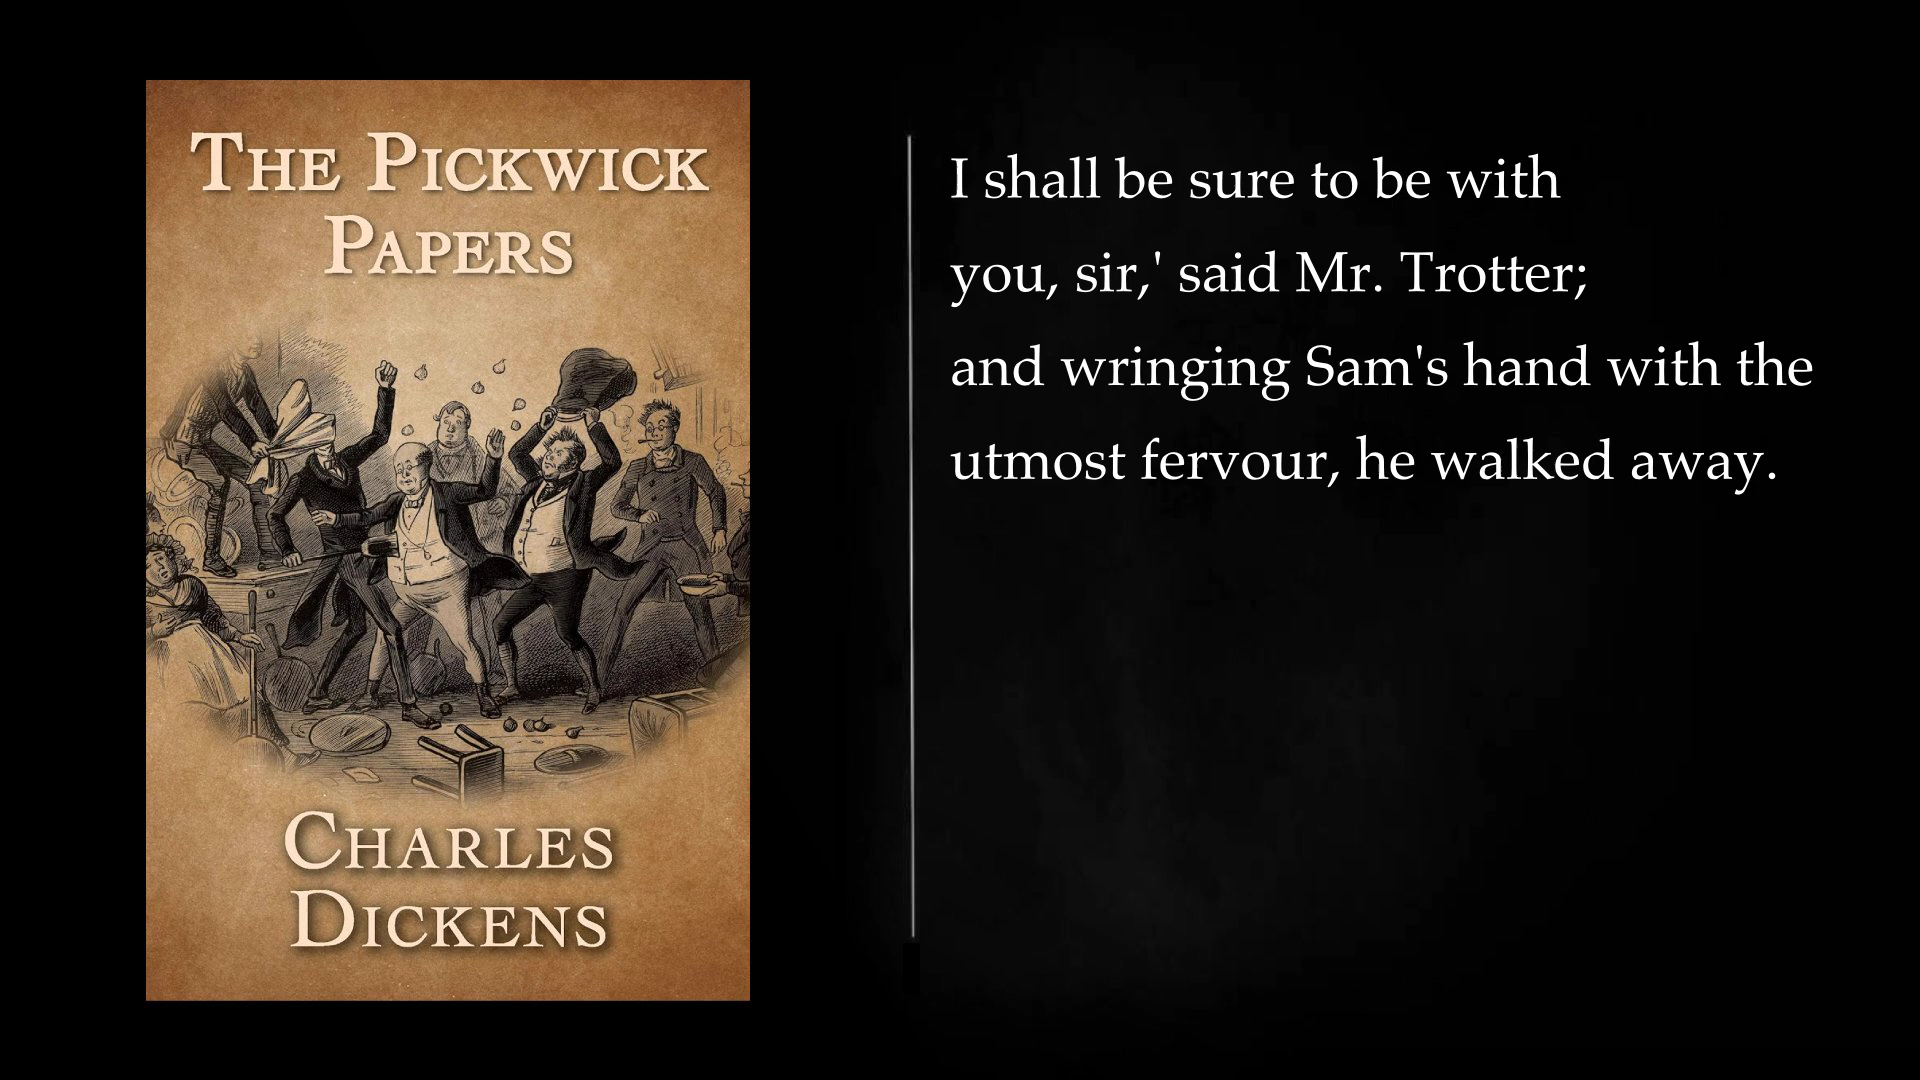 The Pickwick
Papers
Charles
Dickens
I shall be sure to be with
you, sir,' said Mr. Trotter;
and wringing Sam's hand with the
utmost fervour, he walked away.